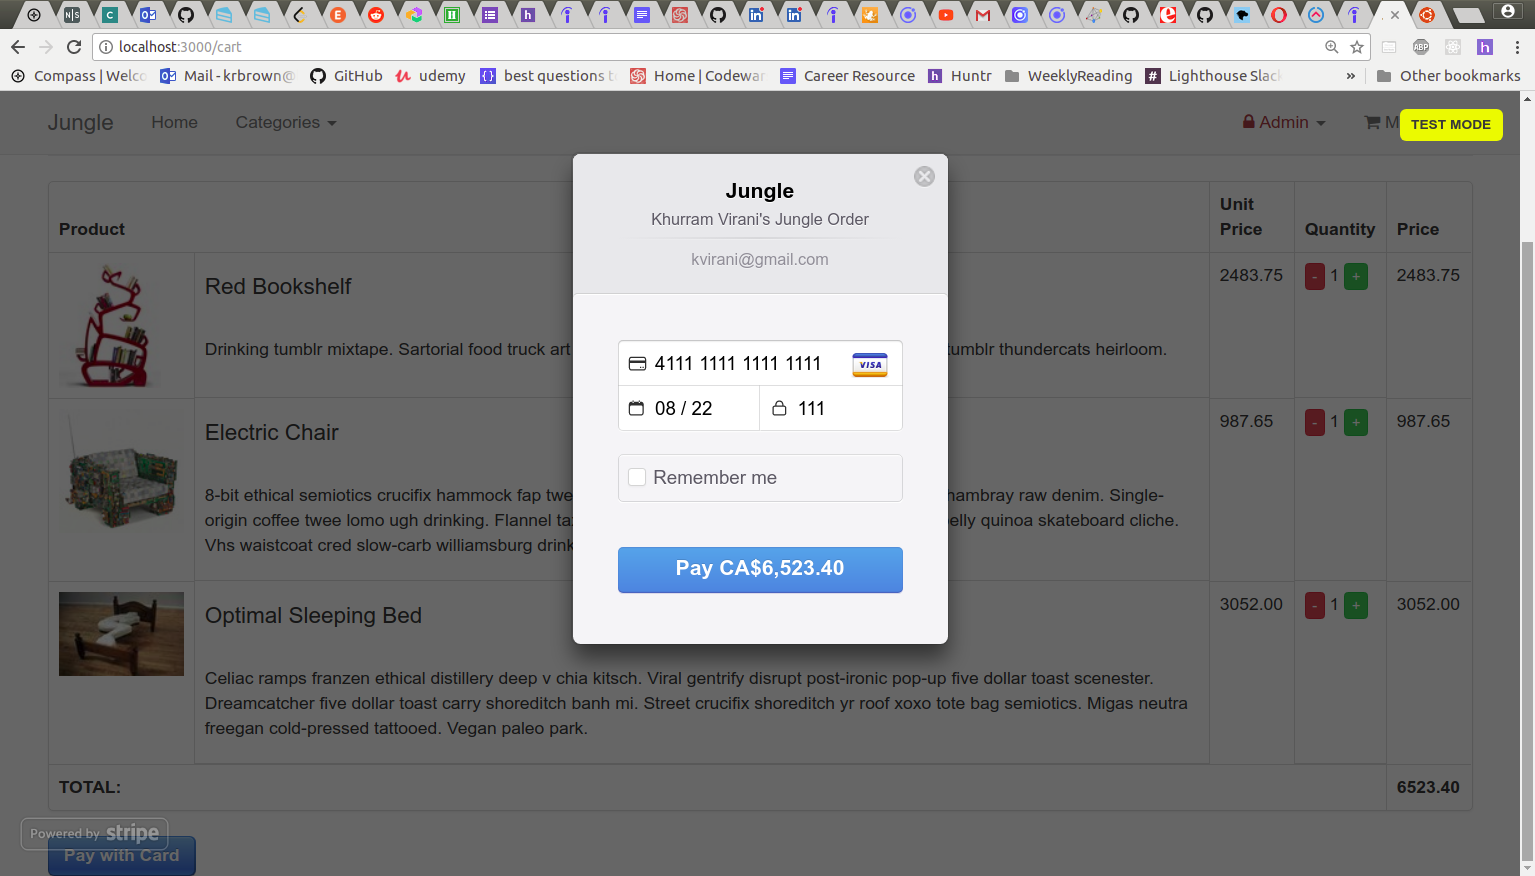 localhost:3000/cart
Compass | Welco
Mail - krbrown@
GitHub
udemy
best questions t
Home | Codewar
Career Resource
Huntr
WeeklyReading
Lighthouse Slac
» Other bookmarks
Jungle Home Categories
Admin
M
TEST MODE
Product
Unit
Price
Quantity
Price
Red Bookshelf
Drinking tumblr mixtape. Sartorial food truck art
tumblr thundercats heirloom.
2483.75
- 1 +
2483.75
Electric Chair
8-bit ethical semiotics crucifix hammock fap twe
hambray raw denim. Single-
origin coffee twee lomo ugh drinking. Flannel ta
elly quinoa skateboard cliche.
Vhs waistcoat cred slow-carb williamsburg drink
987.65
- 1 +
987.65
Optimal Sleeping Bed
Celiac ramps franzen ethical distillery deep v chia kitsch. Viral gentrify disrupt post-ironic pop-up five dollar toast scenester.
Dreamcatcher five dollar toast carry shoreditch banh mi. Street crucifix shoreditch yr roof xoxo tote bag semiotics. Migas neutra
freegan cold-pressed tattooed. Vegan paleo park.
3052.00
- 1 +
3052.00
TOTAL:
6523.40
Powered by stripe
Pay with Card
Jungle
Khurram Virani's Jungle Order
kvirani@gmail.com
4111 1111 1111 1111
VISA
08 / 22
111
Remember me
Pay CA$6,523.40